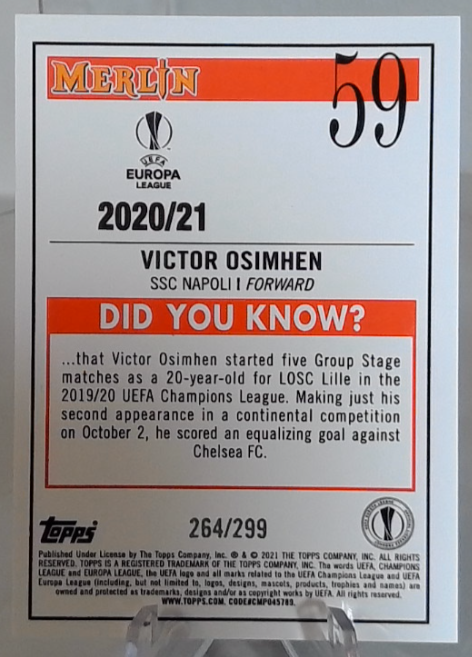 MERLIN
59
UEFA
EUROPA
LEAGUE
2020/21
VICTOR OSIMHEN
SSC NAPOLI I FORWARD
DID YOU KNOW?
...that Victor Osimhen started five Group Stage
matches as a 20-year-old for LOSC Lille in the
2019/20 UEFA Champions League. Making just his
second appearance in a continental competition
on October 2, he scored an equalizing goal against
Chelsea FC.
topps
264/299
Published Under License by The Topps Company, Inc. ® & © 2021 THE TOPPS COMPANY, INC. ALL RIGHTS
RESERVED. TOPPS IS A REGISTERED TRADEMARK OF THE TOPPS COMPANY, INC. The words UEFA, CHAMPIONS
LEAGUE and EUROPA LEAGUE, the UEFA logo and all marks related to the UEFA Champions League and UEFA
Europa League (including, but not limited to, logos, designs, mascots, products, trophies and names) are
owned and protected as trademarks, designs and/or as copyright works by UEFA. All rights reserved.
WWW.TOPPS.COM. CODE#CMP045789.